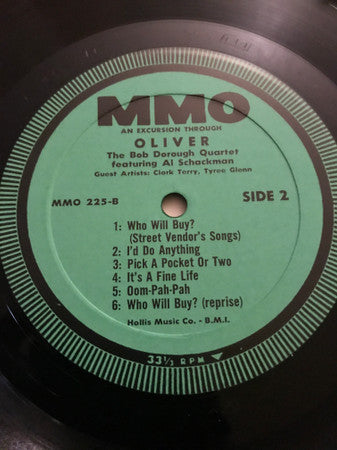 MMO
AN EXCURSION THROUGH
OLIVER
The Bob Dorough Quartet
featuring Al Schackman
Guest Artists: Clark Terry, Tyree Glenn
MMO 225-B
SIDE 2
1: Who Will Buy?
(Street Vendor's Songs)
2: I'd Do Anything
3: Pick A Pocket Or Two
4: It's A Fine Life
5: Oom-Pah-Pah
6: Who Will Buy? (reprise)
Hollis Music Co. - B.M.I.
33⅓ RPM